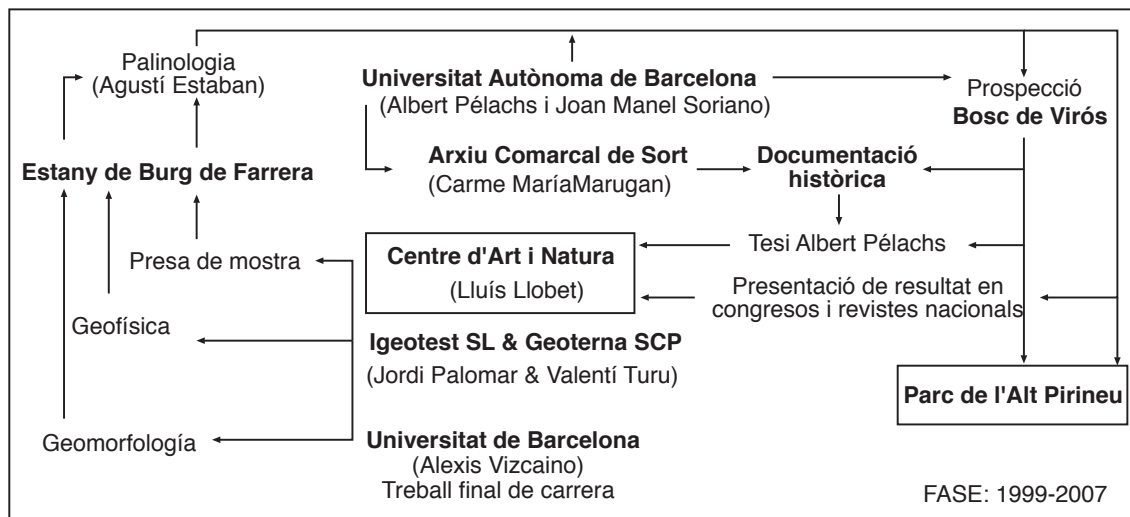 Palinologia
(Agustí Estaban)
Universitat Autònoma de Barcelona
(Albert Pélachs i Joan Manel Soriano)
Prospecció
Bosc de Virós
Estany de Burg de Farrera
Arxiu Comarcal de Sort
(Carme MaríaMarugan)
Documentació
històrica
Presa de mostra
Centre d'Art i Natura
(Lluís Llobet)
Tesi Albert Pélachs
Presentació de resultat en
congresos i revistes nacionals
Geofísica
Igeotest SL & Geoterna SCP
(Jordi Palomar & Valentí Turu)
Parc de l'Alt Pirineu
Geomorfología
Universitat de Barcelona
(Alexis Vizcaino)
Treball final de carrera
FASE: 1999-2007